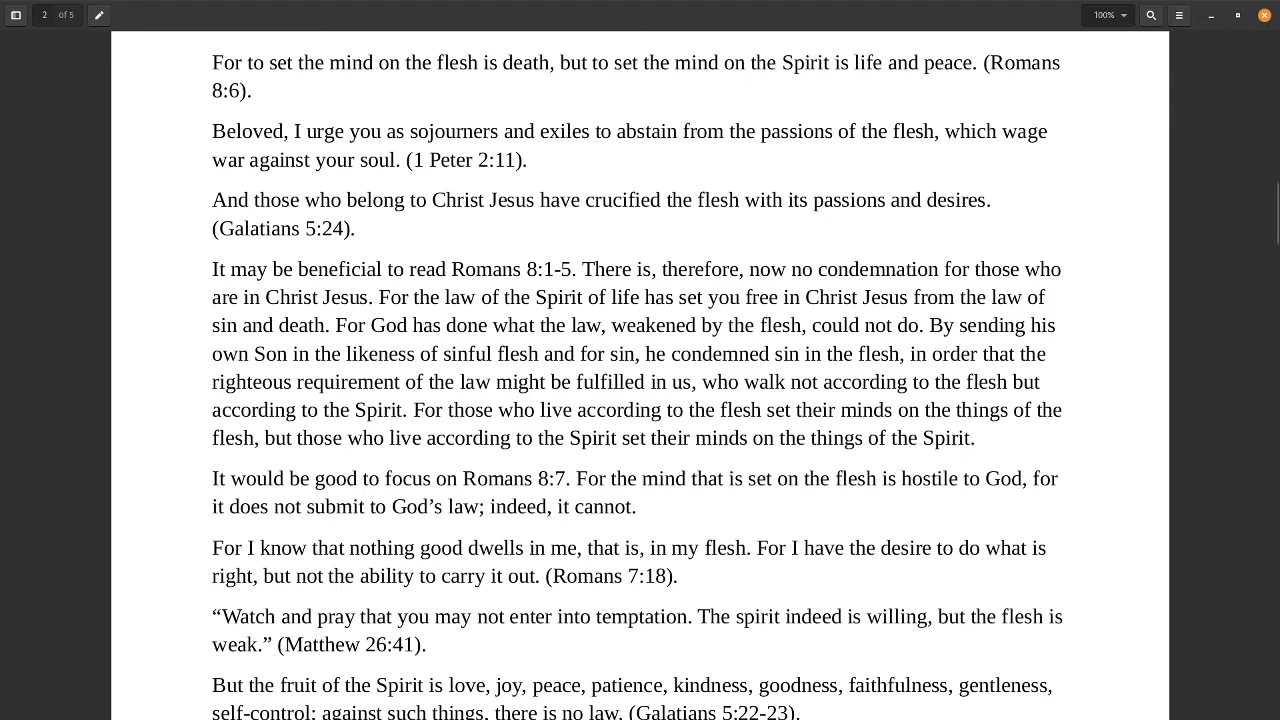 2 of 5
100%
For to set the mind on the flesh is death, but to set the mind on the Spirit is life and peace. (Romans
8:6).
Beloved, I urge you as sojourners and exiles to abstain from the passions of the flesh, which wage
war against your soul. (1 Peter 2:11).
And those who belong to Christ Jesus have crucified the flesh with its passions and desires.
(Galatians 5:24).
It may be beneficial to read Romans 8:1-5. There is, therefore, now no condemnation for those who
are in Christ Jesus. For the law of the Spirit of life has set you free in Christ Jesus from the law of
sin and death. For God has done what the law, weakened by the flesh, could not do. By sending his
own Son in the likeness of sinful flesh and for sin, he condemned sin in the flesh, in order that the
righteous requirement of the law might be fulfilled in us, who walk not according to the flesh but
according to the Spirit. For those who live according to the flesh set their minds on the things of the
flesh, but those who live according to the Spirit set their minds on the things of the Spirit.
It would be good to focus on Romans 8:7. For the mind that is set on the flesh is hostile to God, for
it does not submit to God’s law; indeed, it cannot.
For I know that nothing good dwells in me, that is, in my flesh. For I have the desire to do what is
right, but not the ability to carry it out. (Romans 7:18).
“Watch and pray that you may not enter into temptation. The spirit indeed is willing, but the flesh is
weak.” (Matthew 26:41).
But the fruit of the Spirit is love, joy, peace, patience, kindness, goodness, faithfulness, gentleness,
self-control; against such things, there is no law. (Galatians 5:22-23).